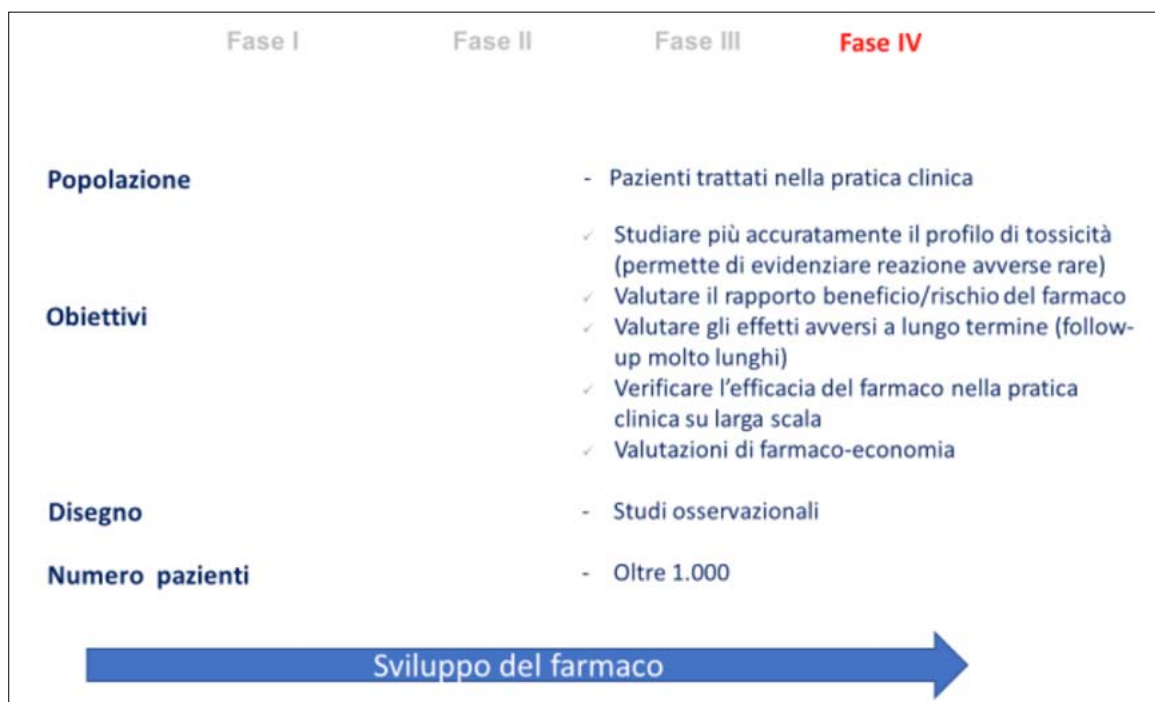 Fase I Fase II Fase III Fase IV
Popolazione - Pazienti trattati nella pratica clinica
✓ Studiare più accuratamente il profilo di tossicità
(permette di evidenziare reazione avverse rare)
✓ Valutare il rapporto beneficio/rischio del farmaco
Obiettivi
✓ Valutare gli effetti avversi a lungo termine (follow-
up molto lunghi)
✓ Verificare l'efficacia del farmaco nella pratica
clinica su larga scala
✓ Valutazioni di farmaco-economia
Disegno - Studi osservazionali
Numero pazienti - Oltre 1.000
Sviluppo del farmaco